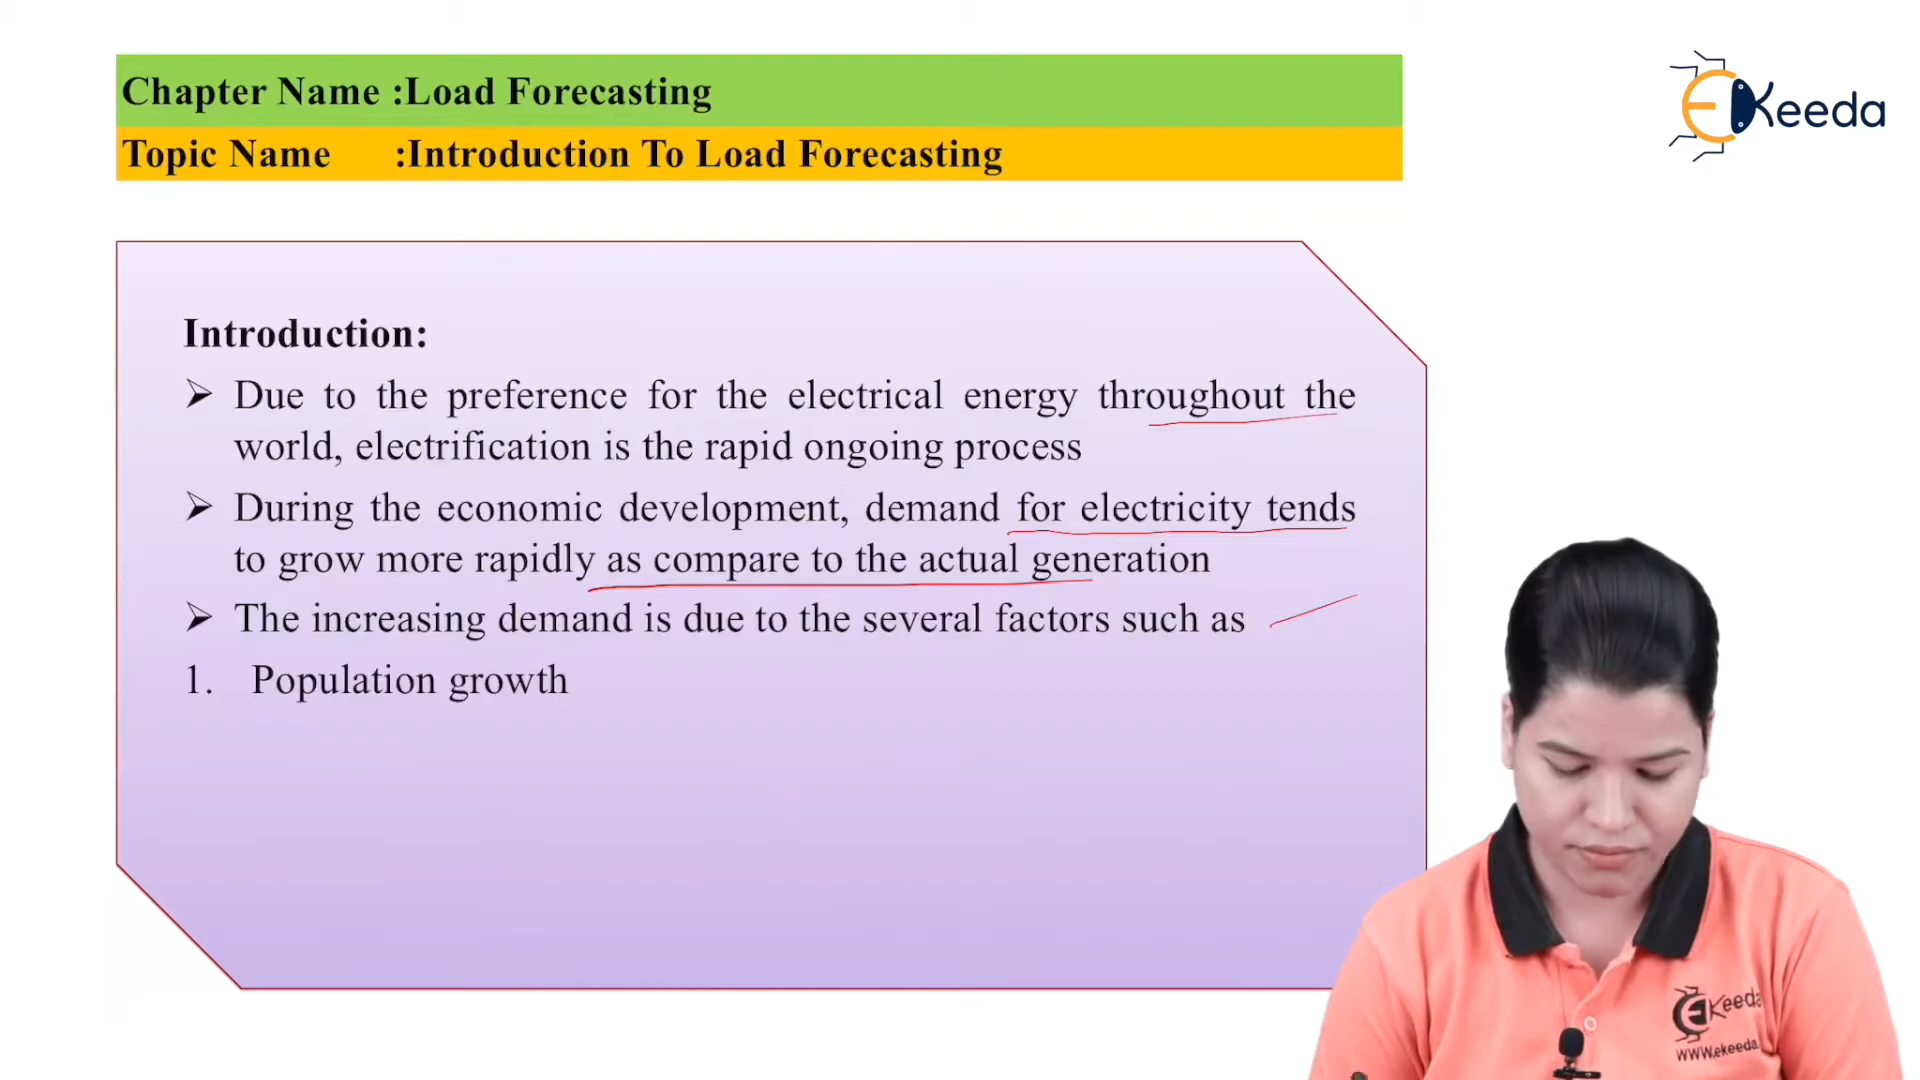 Chapter Name :Load Forecasting
Topic Name :Introduction To Load Forecasting
EKeeda
Introduction:
➢ Due to the preference for the electrical energy throughout the
world, electrification is the rapid ongoing process
➢ During the economic development, demand for electricity tends
to grow more rapidly as compare to the actual generation
➢ The increasing demand is due to the several factors such as
1. Population growth
EKeeda
www.ekeeda.